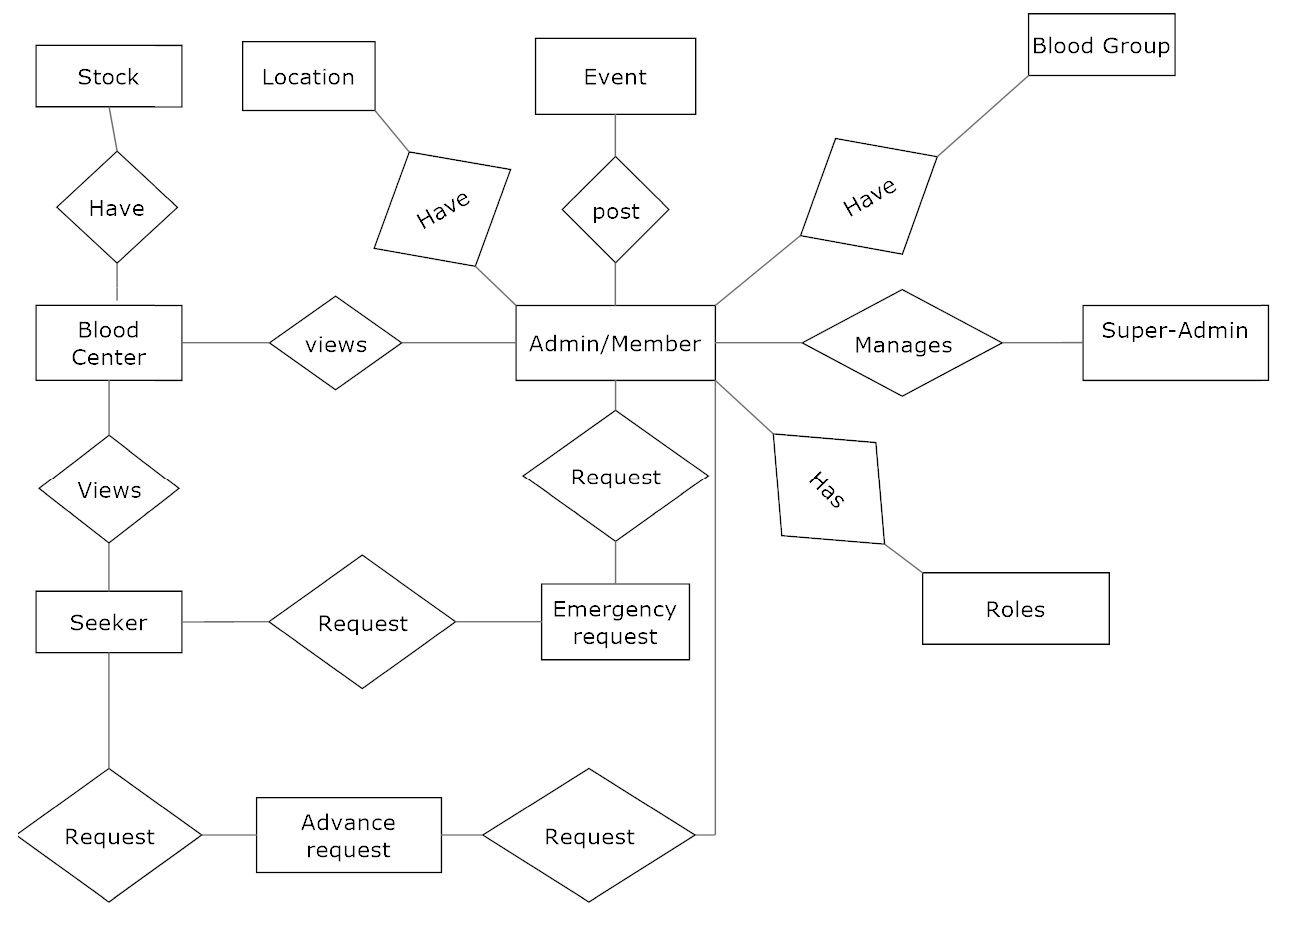 Stock
Location
Event
Blood Group
Have
Have
post
Have
Blood
Center
views
Admin/Member
Manages
Super-Admin
Views
Request
Has
Seeker
Request
Emergency
request
Roles
Request
Advance
request
Request